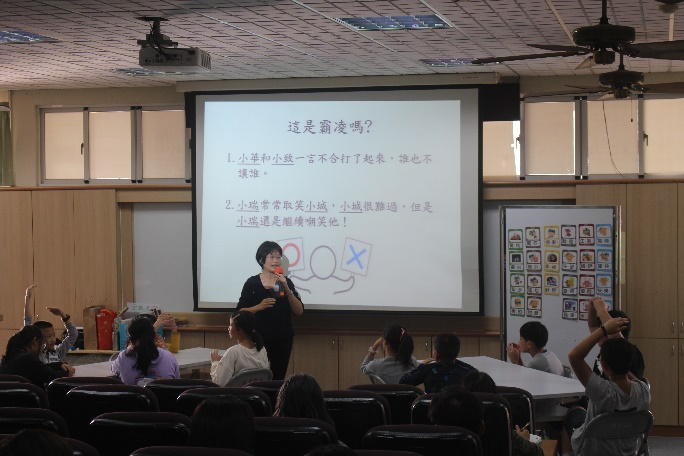 這是霸凌嗎?
1. 小華和小致一言不合打了起來，誰也不
讓誰。
2. 小瑞常常取笑小城，小城很難過，但是
小瑞還是繼續嘲笑他！